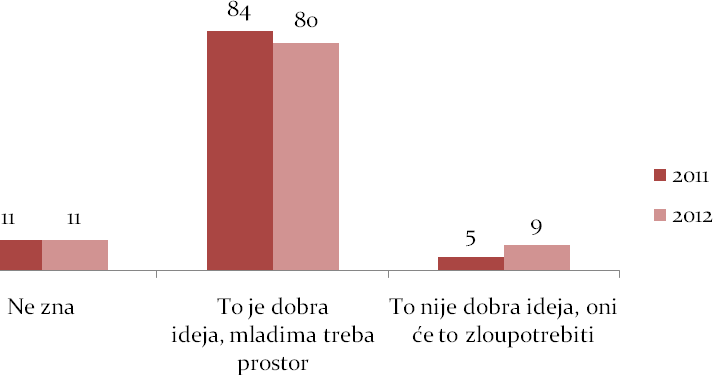 84
80
11
11
5
9
2011
2012
Ne zna
To je dobra
ideja, mladima treba
prostor
To nije dobra ideja, oni
će to zloupotrebiti